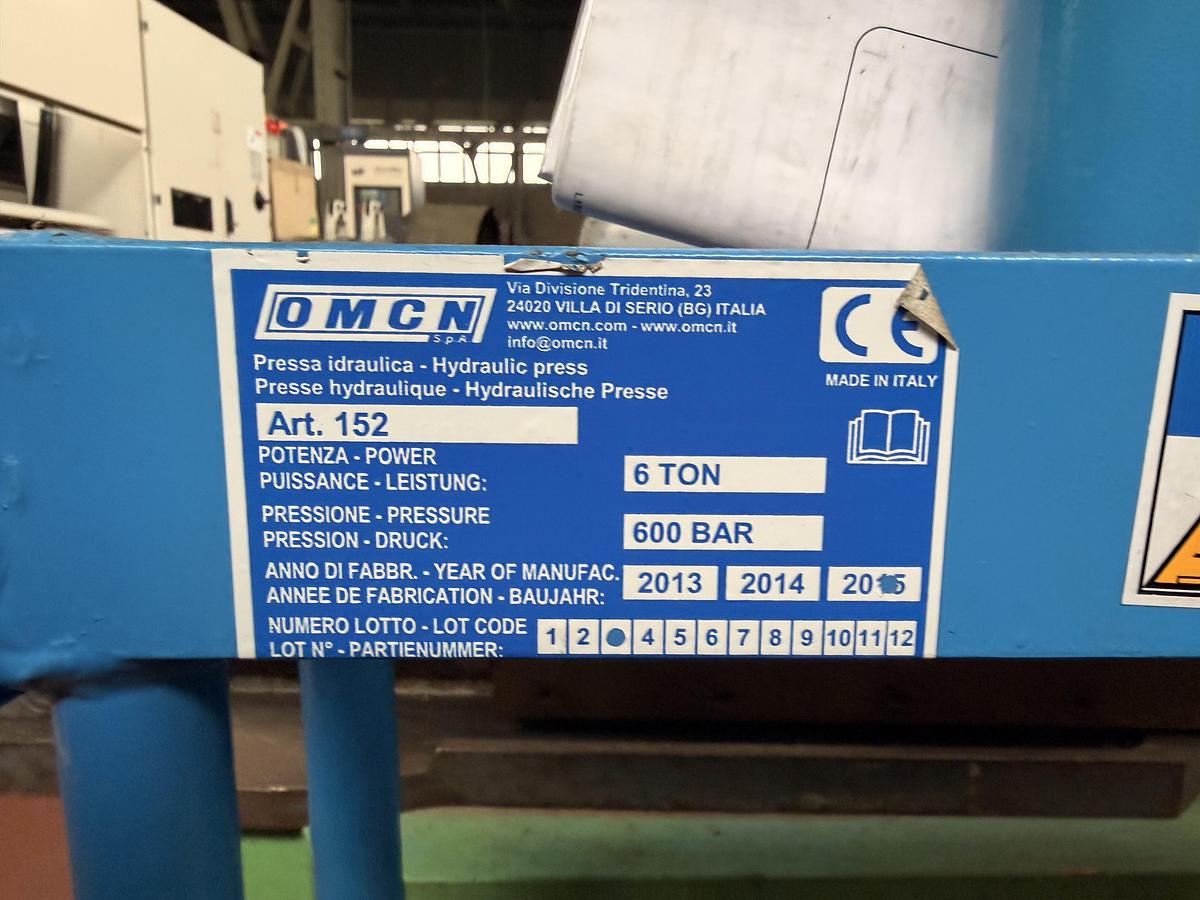 OMCN
S.p.A.
Via Divisione Tridentina, 23
24020 VILLA DI SERIO (BG) ITALIA
www.omcn.com - www.omcn.it
info@omcn.it
CE
MADE IN ITALY
Pressa idraulica - Hydraulic press
Presse hydraulique - Hydraulische Presse
Art. 152
POTENZA - POWER
PUISSANCE - LEISTUNG:
6 TON
PRESSIONE - PRESSURE
PRESSION - DRUCK:
600 BAR
ANNO DI FABBR. - YEAR OF MANUFAC.
ANNEE DE FABRICATION - BAUJAHR:
2013 2014 2015
NUMERO LOTTO - LOT CODE
LOT N° - PARTIENUMMER:
1 2 4 5 6 7 8 9 10 11 12